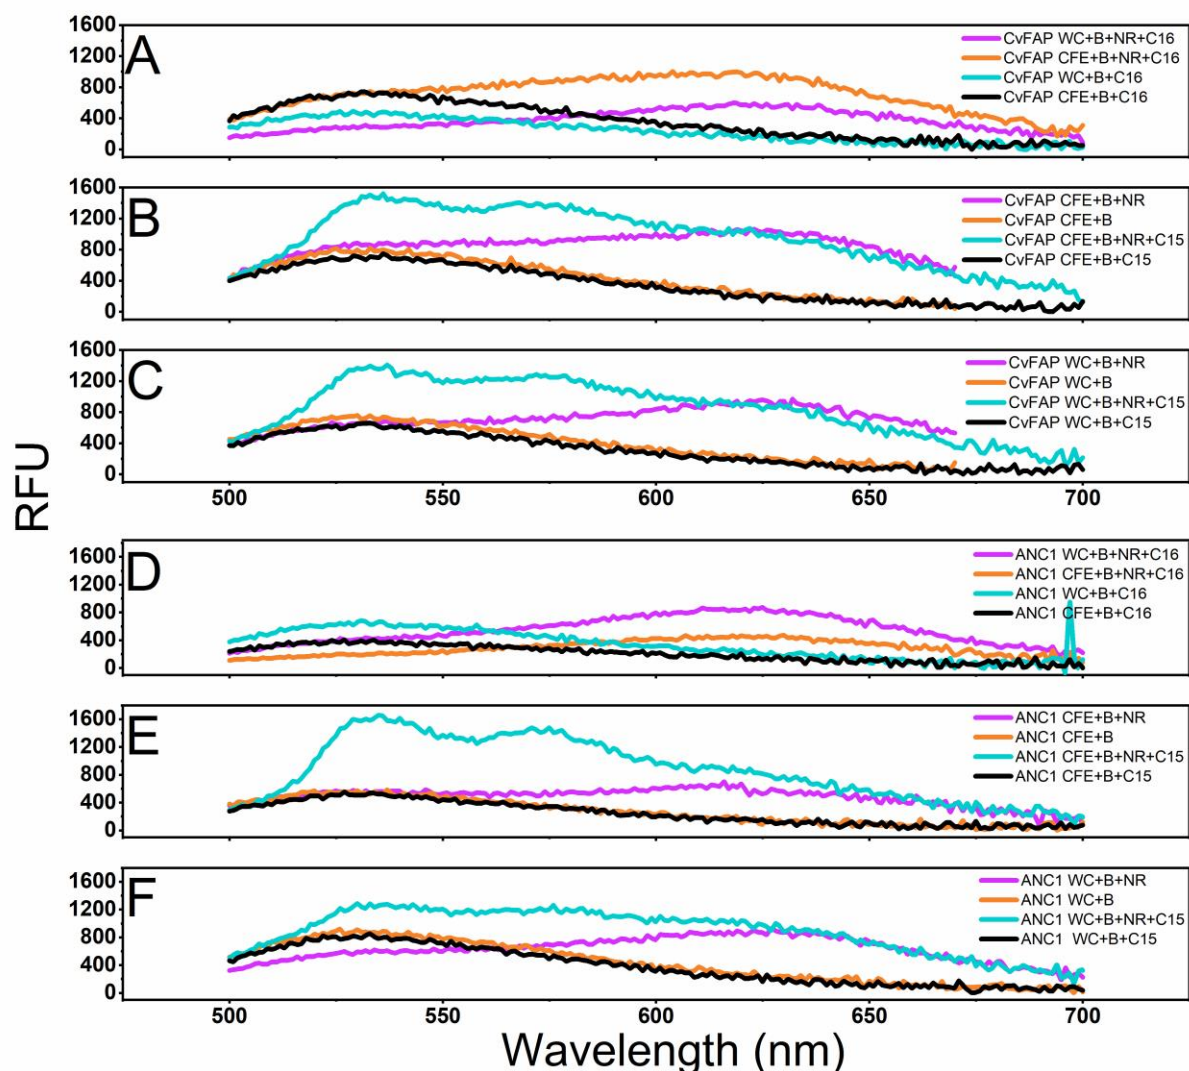 A
1600
1200
800
400
0
CvFAP WC+B+NR+C16
CvFAP CFE+B+NR+C16
CvFAP WC+B+C16
CvFAP CFE+B+C16
B
1600
1200
800
400
0
CvFAP CFE+B+NR
CvFAP CFE+B
CvFAP CFE+B+NR+C15
CvFAP CFE+B+C15
C
1600
1200
800
400
0
CvFAP WC+B+NR
CvFAP WC+B
CvFAP WC+B+NR+C15
CvFAP WC+B+C15
500 550 600 650 700
RFU
D
1600
1200
800
400
0
ANC1 WC+B+NR+C16
ANC1 CFE+B+NR+C16
ANC1 WC+B+C16
ANC1 CFE+B+C16
E
1600
1200
800
400
0
ANC1 CFE+B+NR
ANC1 CFE+B
ANC1 CFE+B+NR+C15
ANC1 CFE+B+C15
F
1600
1200
800
400
0
ANC1 WC+B+NR
ANC1 WC+B
ANC1 WC+B+NR+C15
ANC1 WC+B+C15
500 550 600 650 700
Wavelength (nm)